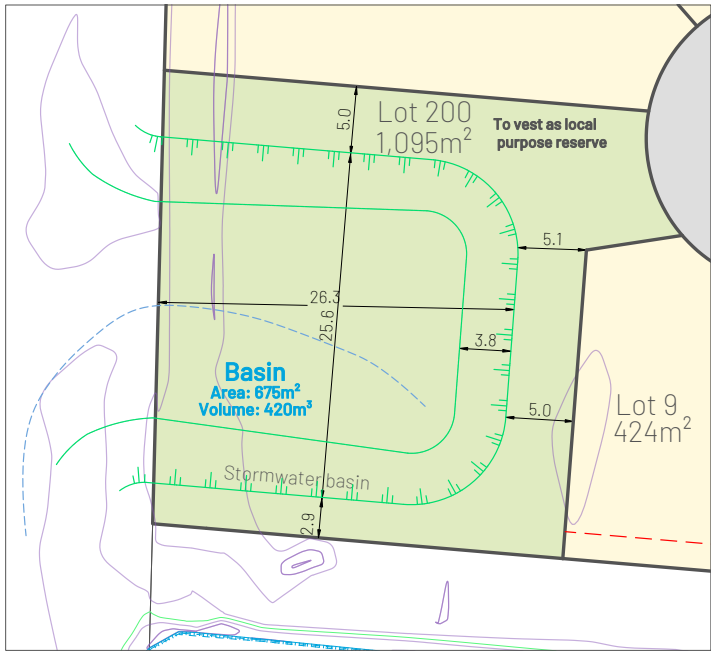 5.0
Lot 200
1,095m²
To vest as local
purpose reserve
5.1
26.3
25.6
3.8
Basin
Area: 675m²
Volume: 420m³
5.0
Lot 9
424m²
Stormwater basin
2.9